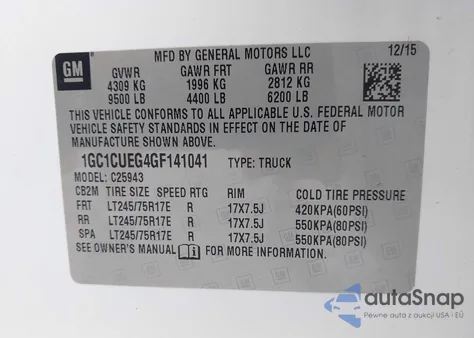 MFD BY GENERAL MOTORS LLC 12/15
GM
GVWR GAWR FRT GAWR RR
4309 KG 1996 KG 2812 KG
9500 LB 4400 LB 6200 LB
THIS VEHICLE CONFORMS TO ALL APPLICABLE U.S. FEDERAL MOTOR
VEHICLE SAFETY STANDARDS IN EFFECT ON THE DATE OF
MANUFACTURE SHOWN ABOVE.
1GC1CUEG4GF141041 TYPE: TRUCK
MODEL: C25943
CB2M TIRE SIZE SPEED RTG RIM COLD TIRE PRESSURE
FRT LT245/75R17E R 17X7.5J 420KPA(60PSI)
RR LT245/75R17E R 17X7.5J 550KPA(80PSI)
SPA LT245/75R17E R 17X7.5J 550KPA(80PSI)
SEE OWNER'S MANUAL FOR MORE INFORMATION
autoSnap
Pewne auta z aukcji USA i EU